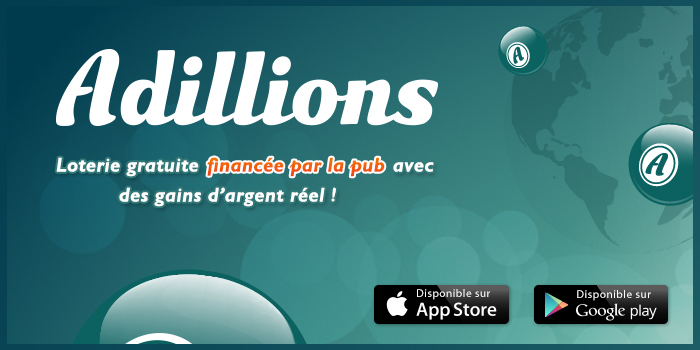 Adillions
Loterie gratuite financée par la pub avec
des gains d'argent réel !
A
A
Disponible sur
App Store
Disponible sur
Google play